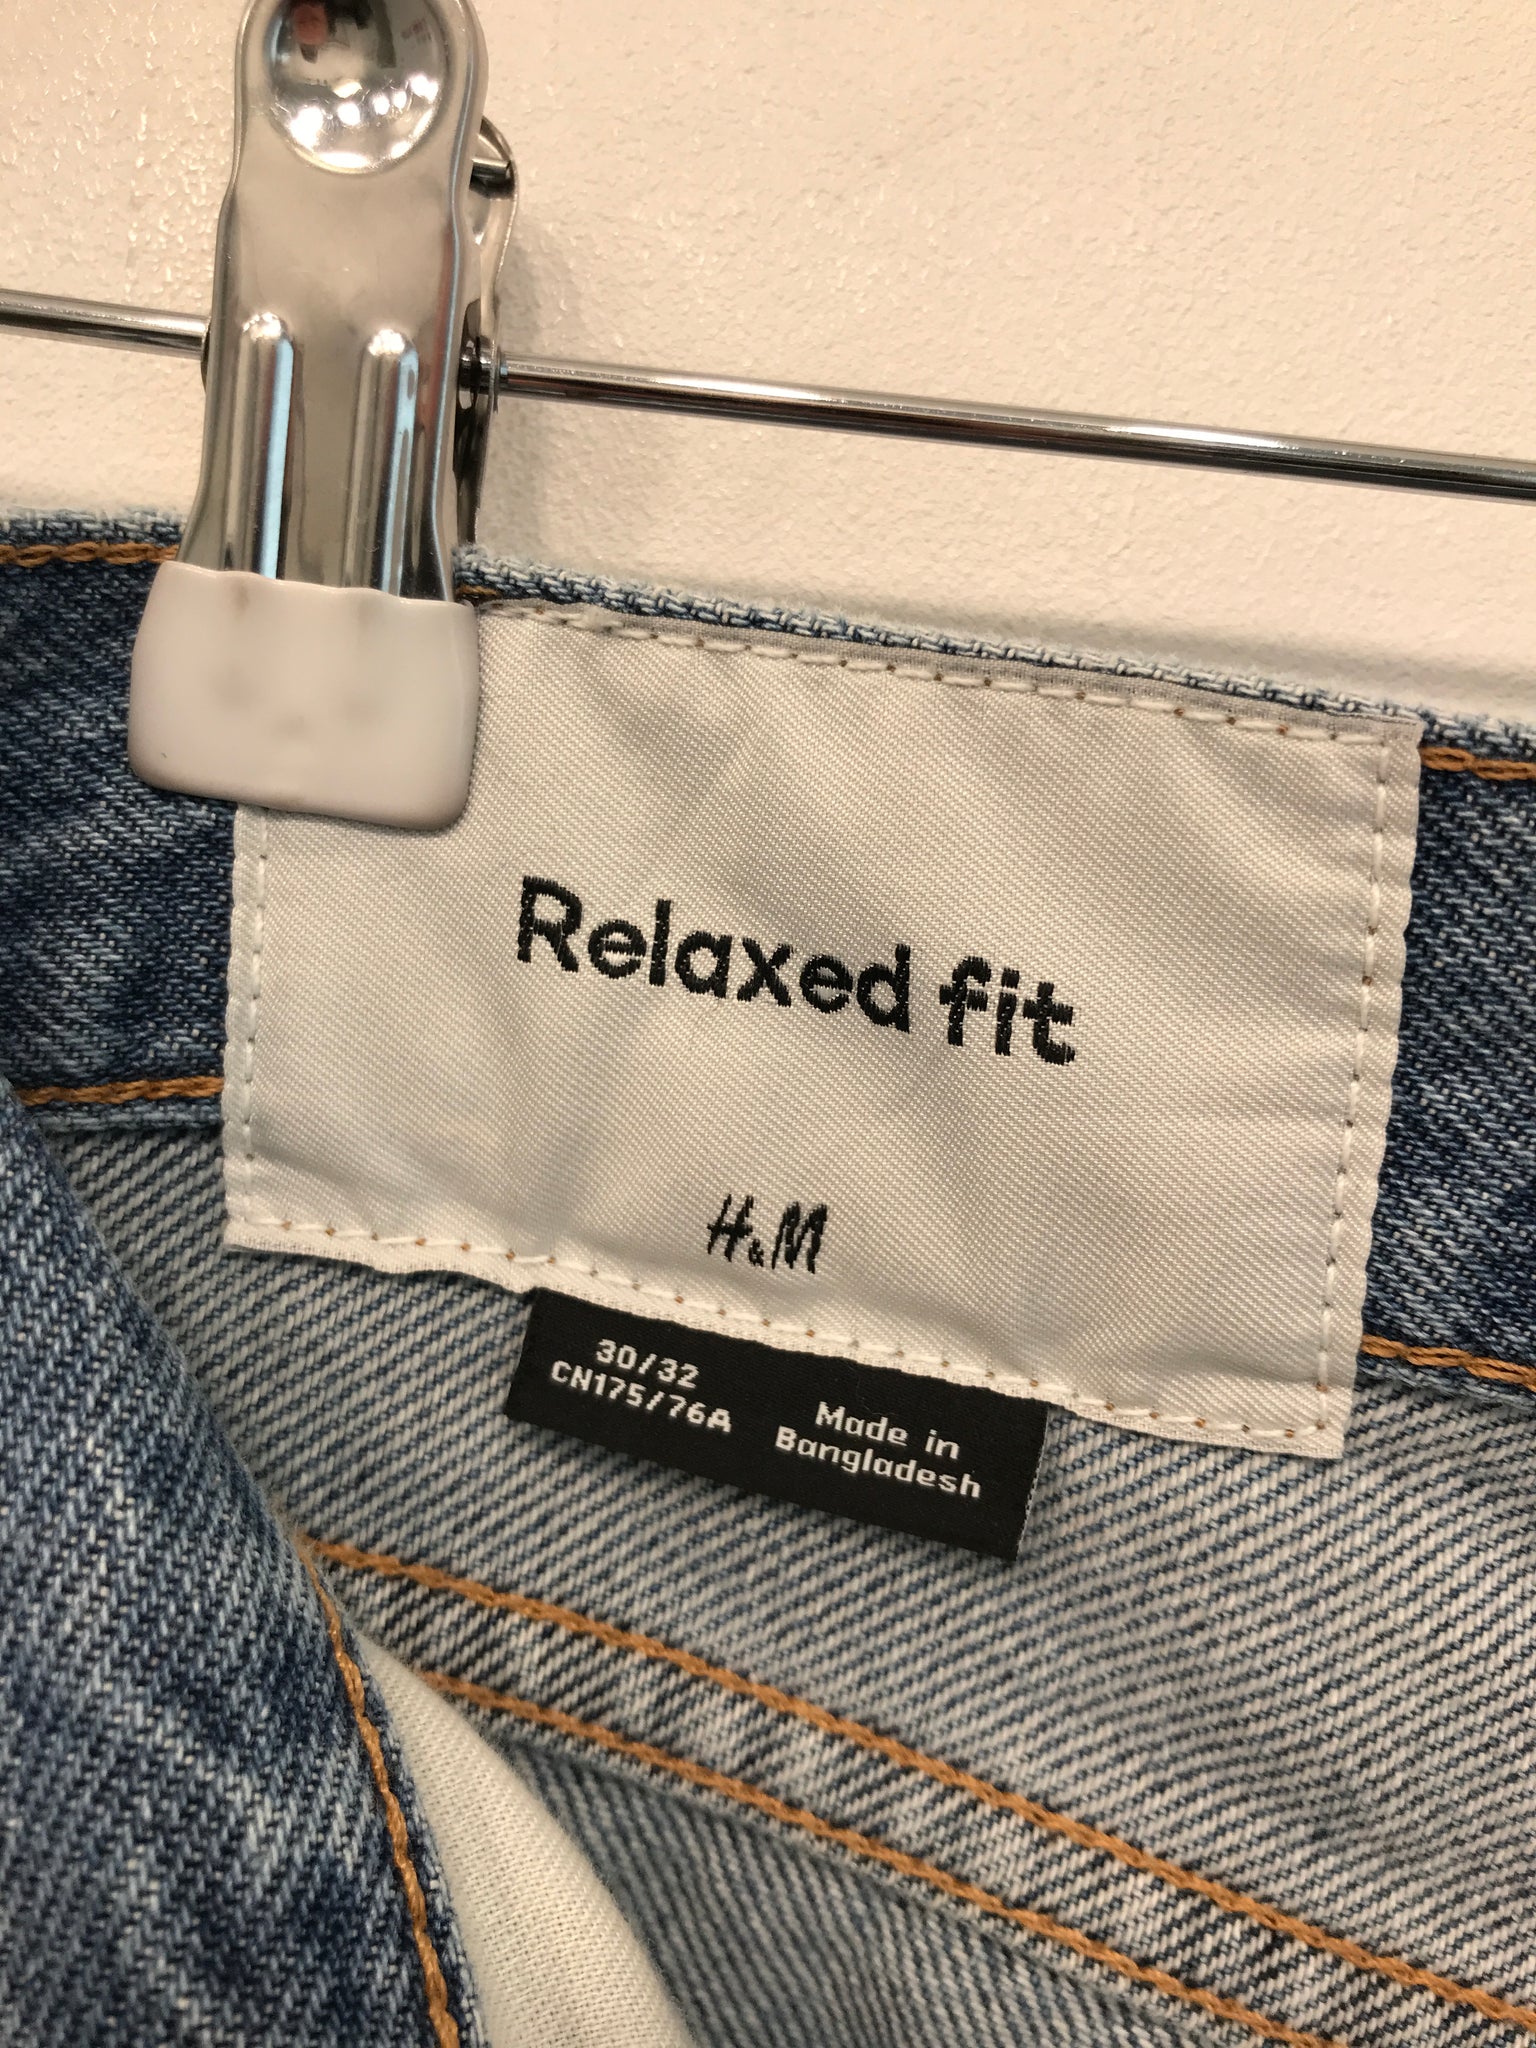 Relaxed fit
H&M
30/32
CN175/76A
Made in
Bangladesh